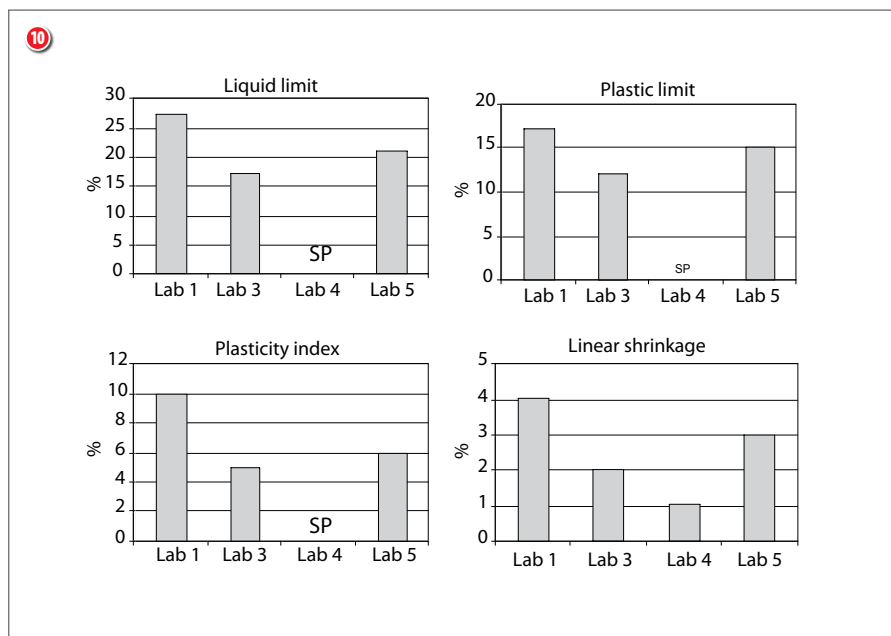 10
Liquid limit
30
25
20
15
10
5
0
%
SP
Lab 1 Lab 3 Lab 4 Lab 5
Plastic limit
20
15
10
5
0
%
SP
Lab 1 Lab 3 Lab 4 Lab 5
Plasticity index
12
10
8
6
4
2
0
%
SP
Lab 1 Lab 3 Lab 4 Lab 5
Linear shrinkage
5
4
3
2
1
0
%
Lab 1 Lab 3 Lab 4 Lab 5